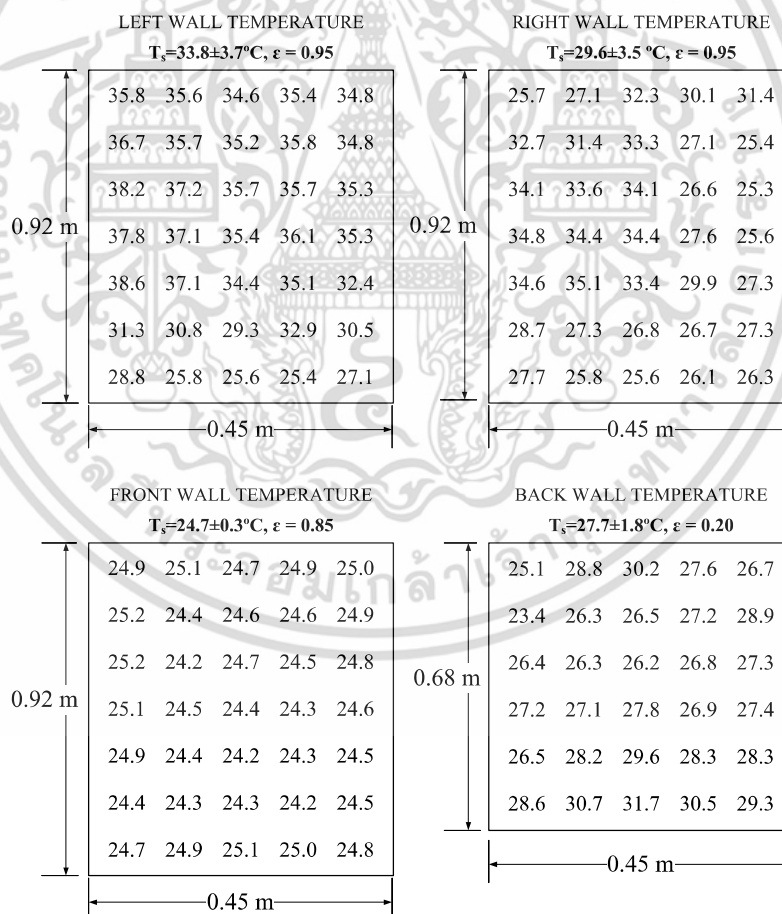 LEFT WALL TEMPERATURE
Tₛ=33.8±3.7ºC, ε = 0.95
35.8 35.6 34.6 35.4 34.8
36.7 35.7 35.2 35.8 34.8
38.2 37.2 35.7 35.7 35.3
37.8 37.1 35.4 36.1 35.3
38.6 37.1 34.4 35.1 32.4
31.3 30.8 29.3 32.9 30.5
28.8 25.8 25.6 25.4 27.1
0.92 m
0.45 m
RIGHT WALL TEMPERATURE
Tₛ=29.6±3.5 ºC, ε = 0.95
25.7 27.1 32.3 30.1 31.4
32.7 31.4 33.3 27.1 25.4
34.1 33.6 34.1 26.6 25.3
34.8 34.4 34.4 27.6 25.6
34.6 35.1 33.4 29.9 27.3
28.7 27.3 26.8 26.7 27.3
27.7 25.8 25.6 26.1 26.3
0.92 m
0.45 m
FRONT WALL TEMPERATURE
Tₛ=24.7±0.3ºC, ε = 0.85
24.9 25.1 24.7 24.9 25.0
25.2 24.4 24.6 24.6 24.9
25.2 24.2 24.7 24.5 24.8
25.1 24.5 24.4 24.3 24.6
24.9 24.4 24.2 24.3 24.5
24.4 24.3 24.3 24.2 24.5
24.7 24.9 25.1 25.0 24.8
0.92 m
0.45 m
BACK WALL TEMPERATURE
Tₛ=27.7±1.8ºC, ε = 0.20
25.1 28.8 30.2 27.6 26.7
23.4 26.3 26.5 27.2 28.9
26.4 26.3 26.2 26.8 27.3
27.2 27.1 27.8 26.9 27.4
26.5 28.2 29.6 28.3 28.3
28.6 30.7 31.7 30.5 29.3
0.68 m
0.45 m